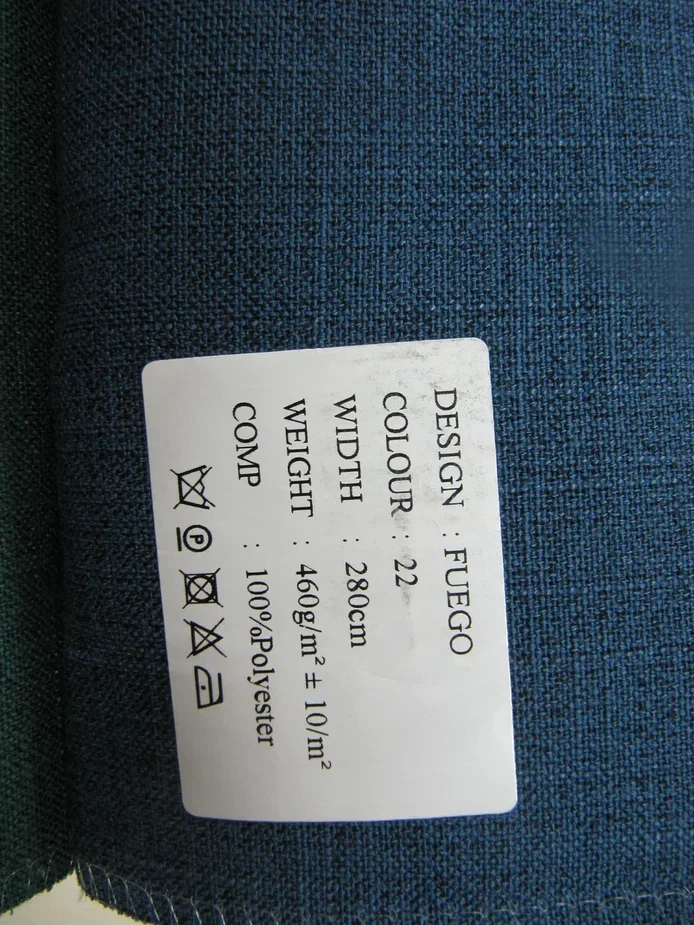 DESIGN : FUEGO
COLOUR : 22
WIDTH : 280cm
WEIGHT : 460g/m² ± 10/m²
COMP : 100%Polyester
P